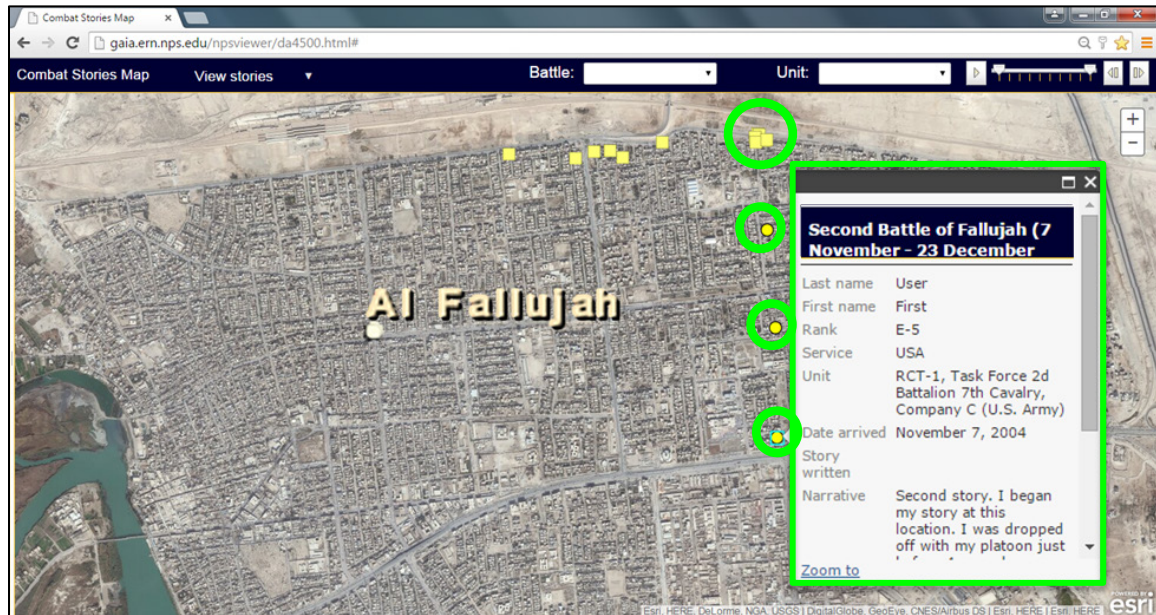 Combat Stories Map
gaia.ern.nps.edu/npsviewer/da4500.html#
Combat Stories Map View stories Battle: Unit:
Al Fallujah
Second Battle of Fallujah (7
November - 23 December
Last name User
First name First
Rank E-5
Service USA
Unit RCT-1, Task Force 2d
Battalion 7th Cavalry,
Company C (U.S. Army)
Date arrived November 7, 2004
Story
written
Narrative Second story. I began
my story at this
location. I was dropped
off with my platoon just
Zoom to
Esri, HERE, DeLorme, NGA, USGS | DigitalGlobe, GeoEye, CNES/Airbus DS | Esri, HERE | Esri, HERE
POWERED BY
esri